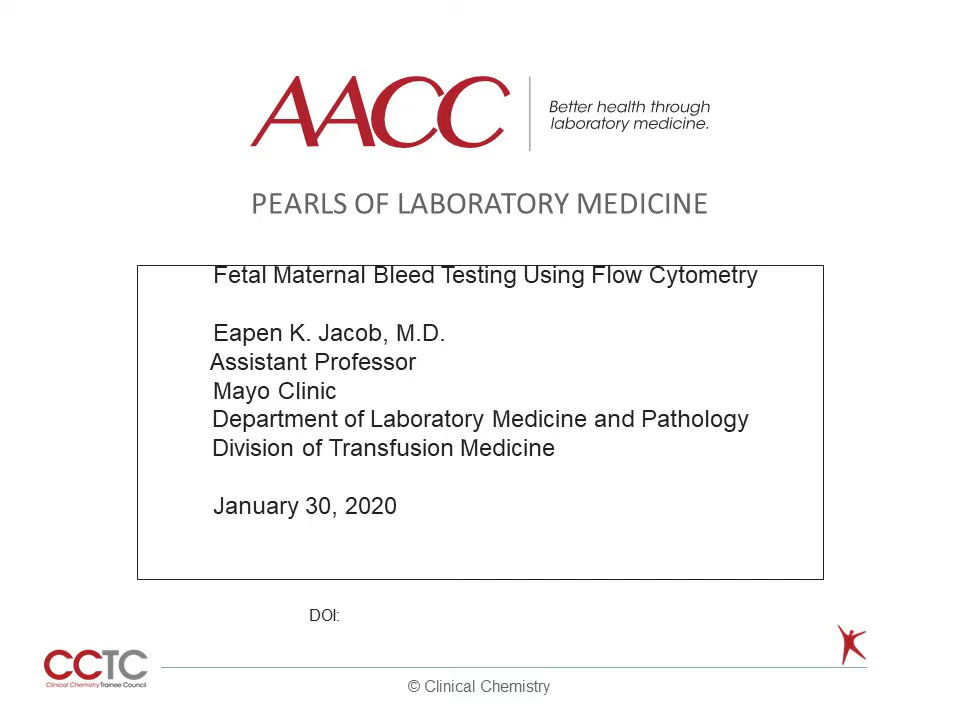 AACC
Better health through
laboratory medicine.
PEARLS OF LABORATORY MEDICINE
Fetal Maternal Bleed Testing Using Flow Cytometry
Eapen K. Jacob, M.D.
Assistant Professor
Mayo Clinic
Department of Laboratory Medicine and Pathology
Division of Transfusion Medicine
January 30, 2020
DOI:
CCTC
Clinical Chemistry Trainee Council
© Clinical Chemistry